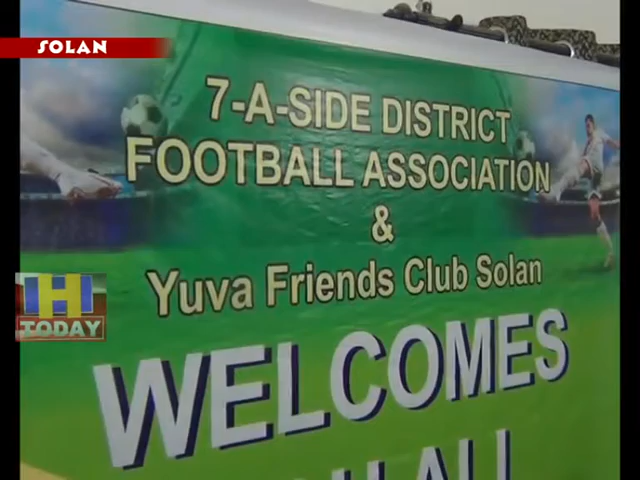 SOLAN
7-A-SIDE DISTRICT
FOOTBALL ASSOCIATION
&
Yuva Friends Club Solan
H
TODAY
WELCOMES